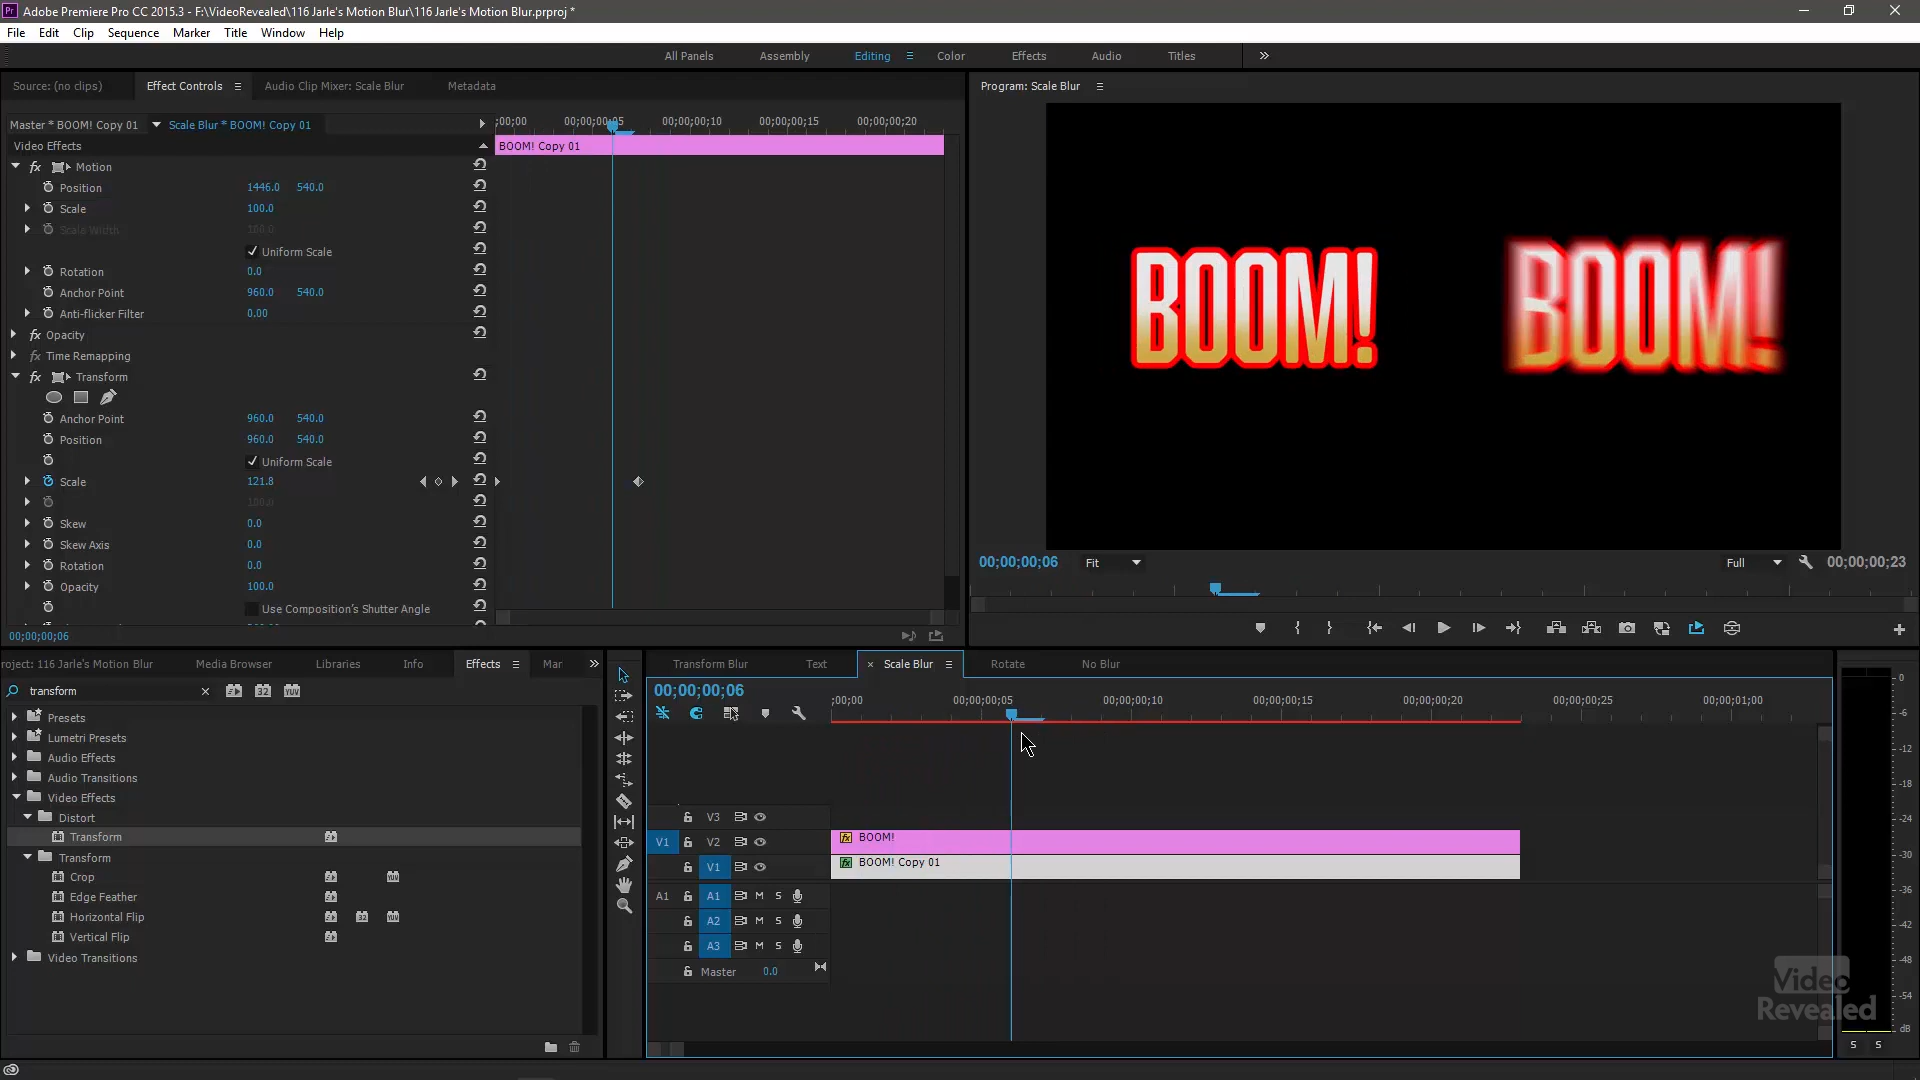 Pr Adobe Premiere Pro CC 2015.3 - F:\VideoRevealed\116 Jarle's Motion Blur\116 Jarle's Motion Blur.prproj *
File Edit Clip Sequence Marker Title Window Help
All Panels Assembly Editing Color Effects Audio Titles
Source: (no clips) Effect Controls Audio Clip Mixer: Scale Blur Metadata
Master * BOOM! Copy 01 Scale Blur * BOOM! Copy 01
;00;00 00;00;00;05 00;00;00;10 00;00;00;15 00;00;00;20
Video Effects
BOOM! Copy 01
fx Motion
Position 1446.0 540.0
Scale 100.0
Scale Width 100.0
Uniform Scale
Rotation 0.0
Anchor Point 960.0 540.0
Anti-flicker Filter 0.00
fx Opacity
fx Time Remapping
fx Transform
Anchor Point 960.0 540.0
Position 960.0 540.0
Uniform Scale
Scale 121.8
100.0
Skew 0.0
Skew Axis 0.0
Rotation 0.0
Opacity 100.0
Use Composition's Shutter Angle
00;00;00;06
Program: Scale Blur
BOOM! BOOM!
00;00;00;06 Fit Full 00;00;00;23
roject: 116 Jarle's Motion Blur Media Browser Libraries Info Effects Mar
transform 32 YUV
Presets
Lumetri Presets
Audio Effects
Audio Transitions
Video Effects
Distort
Transform
Transform
Crop
Edge Feather
Horizontal Flip
Vertical Flip
Video Transitions
Transform Blur Text Scale Blur Rotate No Blur
00;00;00;06
;00;00 00;00;00;05 00;00;00;10 00;00;00;15 00;00;00;20 00;00;00;25 00;00;01;00
V3
V1 V2 fx BOOM!
V1 fx BOOM! Copy 01
A1 A1 M S
A2 M S
A3 M S
Master 0.0
0
-6
-12
-18
-24
-30
-36
-42
-48
-54
dB
S S
Video
Revealed